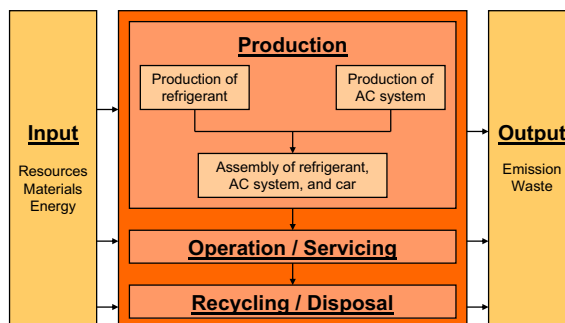 Production
Production of
refrigerant
Production of
AC system
Input
Resources
Materials
Energy
Assembly of refrigerant,
AC system, and car
Output
Emission
Waste
Operation / Servicing
Recycling / Disposal